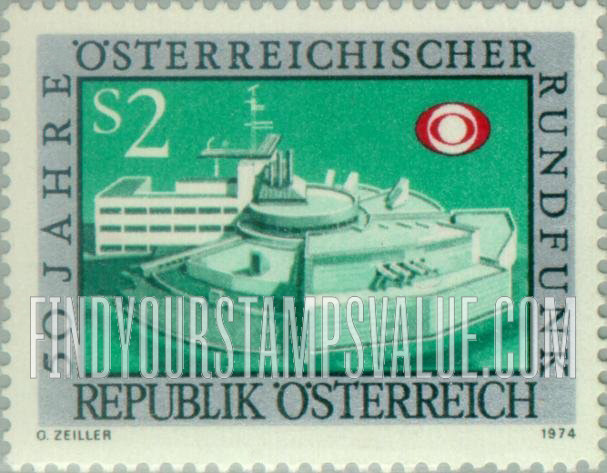 ÖSTERREICHISCHER
50 JAHRE
RUNDFUNK
S2
FINDYOURSTAMPSVALUE.COM
REPUBLIK ÖSTERREICH
O. ZEILLER
1974